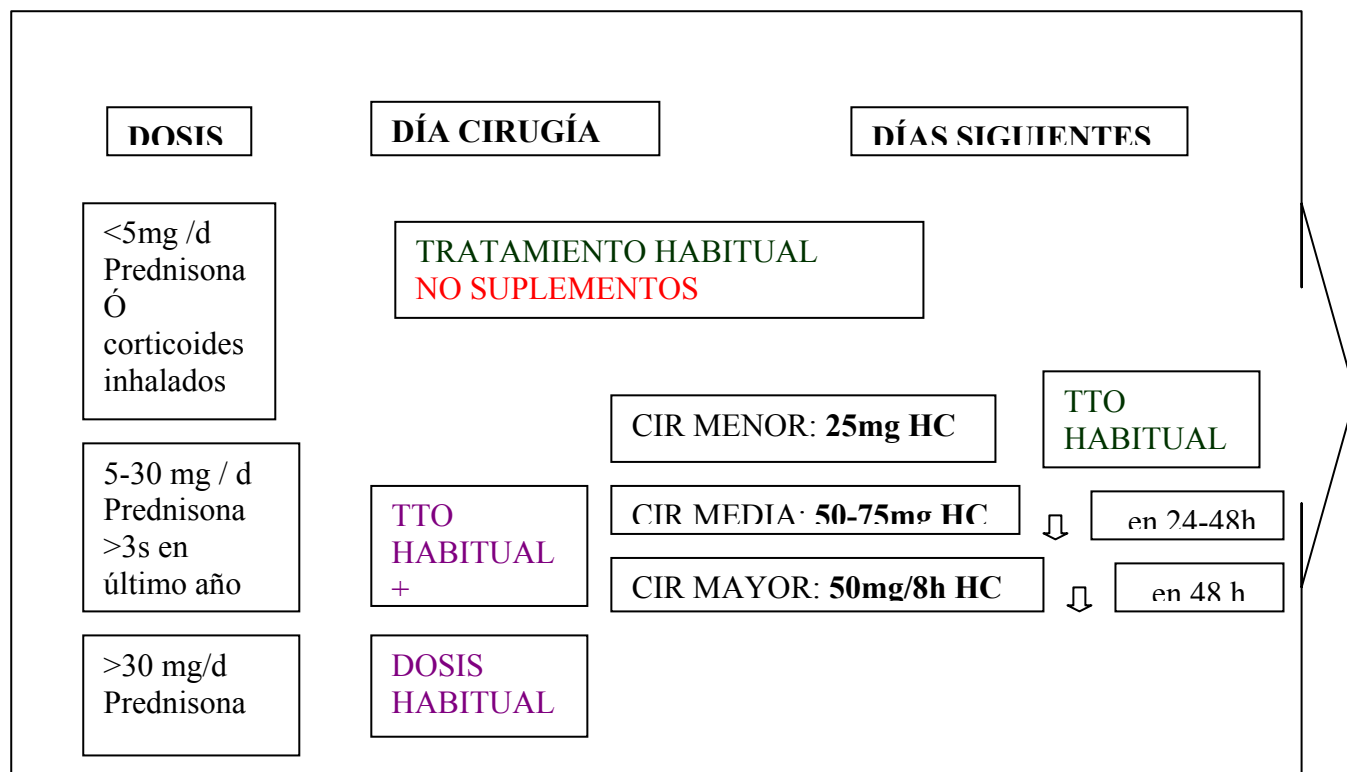 DOSIS
DÍA CIRUGÍA
DÍAS SIGUIENTES
<5mg /d
Prednisona
Ó
corticoides
inhalados
TRATAMIENTO HABITUAL
NO SUPLEMENTOS
5-30 mg / d
Prednisona
>3s en
último año
TTO
HABITUAL
+
CIR MENOR: 25mg HC
TTO
HABITUAL
CIR MEDIA: 50-75mg HC
en 24-48h
CIR MAYOR: 50mg/8h HC
en 48 h
>30 mg/d
Prednisona
DOSIS
HABITUAL